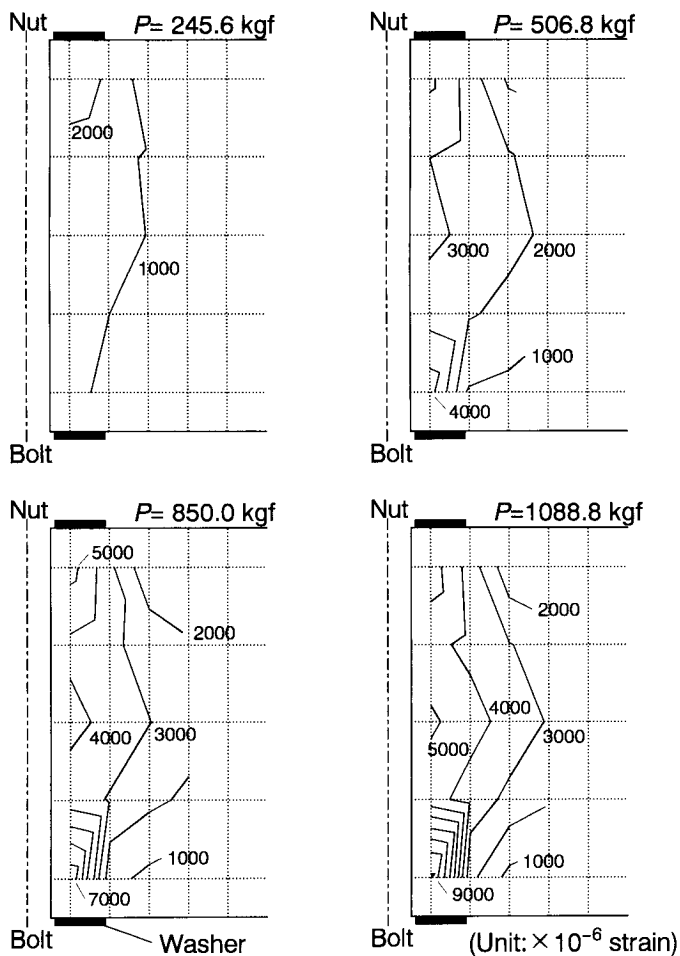 Nut P= 245.6 kgf
2000
1000
Bolt
Nut P= 506.8 kgf
3000 2000
1000
4000
Bolt
Nut P= 850.0 kgf
5000
2000
4000 3000
1000
7000
Bolt Washer
Nut P=1088.8 kgf
2000
4000
5000 3000
1000
9000
Bolt (Unit: × 10⁻⁶ strain)